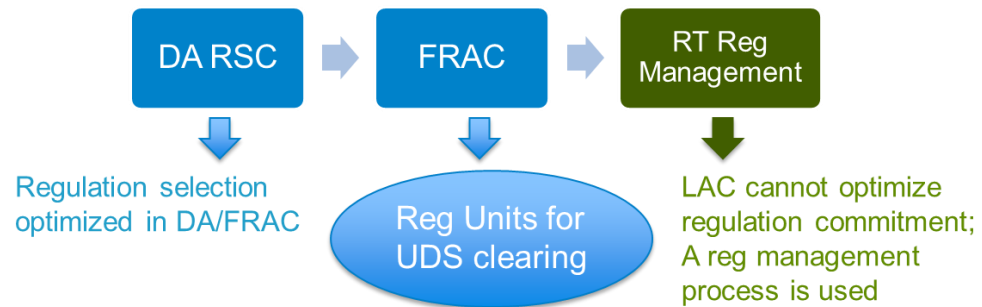 DA RSC
FRAC
RT Reg
Management
Regulation selection
optimized in DA/FRAC
Reg Units for
UDS clearing
LAC cannot optimize
regulation commitment;
A reg management
process is used